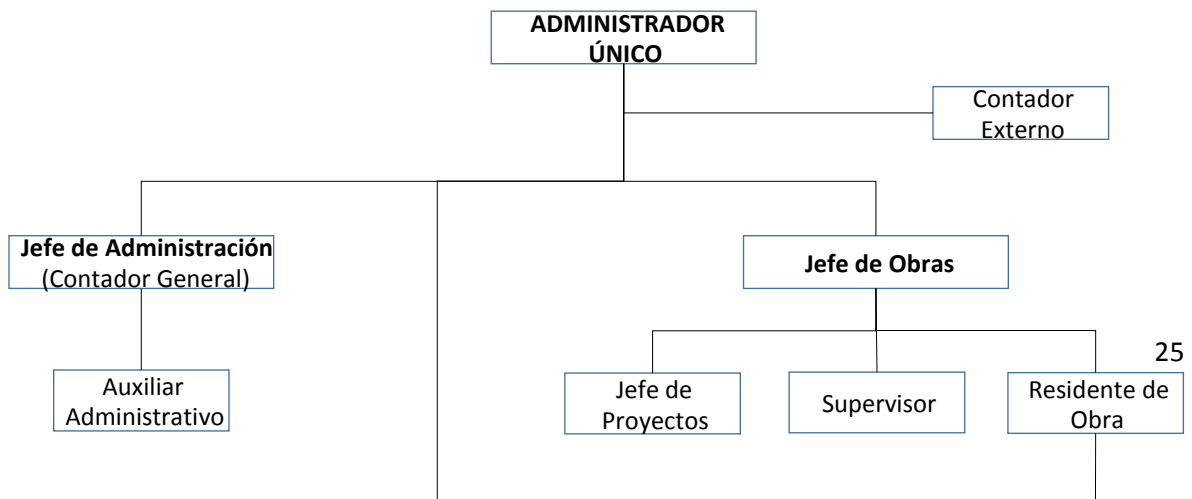 ADMINISTRADOR
ÚNICO
Contador
Externo
Jefe de Administración
(Contador General)
Jefe de Obras
25
Auxiliar
Administrativo
Jefe de
Proyectos
Supervisor
Residente de
Obra